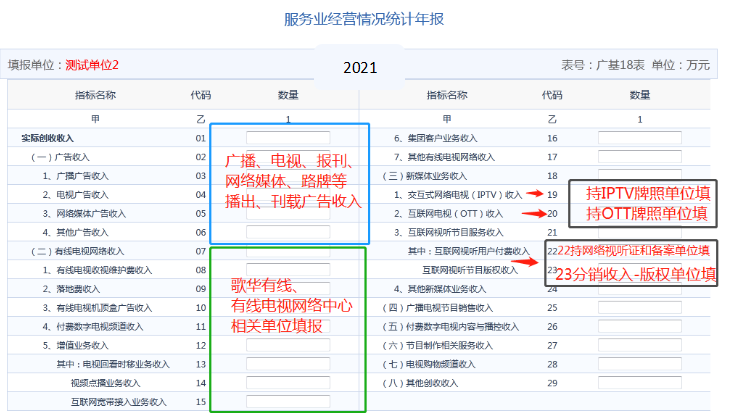 服务业经营情况统计年报
填报单位：测试单位2
2021
表号：广基18表 单位：万元
指标名称 代码 数量 指标名称 代码 数量
甲 乙 1 甲 乙 1
实际创收收入 01 6、集团客户业务收入 16
（一）广告收入 02 7、其他有线电视网络收入 17
1、广播广告收入 03 （三）新媒体业务收入 18
2、电视广告收入 04 1、交互式网络电视（IPTV）收入 19
3、网络媒体广告收入 05 2、互联网电视（OTT）收入 20
4、其他广告收入 06 3、互联网视听节目服务收入 21
（二）有线电视网络收入 07 其中：互联网视听用户付费收入 22
1、有线电视收视维护费收入 08 互联网视听节目版权收入 23
2、落地费收入 09 4、其他新媒体业务收入 24
3、有线电视机顶盒广告收入 10 （四）广播电视节目销售收入 25
4、付费数字电视频道收入 11 （五）付费数字电视内容与播控收入 26
5、增值业务收入 12 （六）节目制作相关服务收入 27
其中：电视回看时移业务收入 13 （七）电视购物频道收入 28
视频点播业务收入 14 （八）其他创收收入 29
互联网宽带接入业务收入 15
广播、电视、报刊、
网络媒体、路牌等
播出、刊载广告收入
歌华有线、
有线电视网络中心
相关单位填报
持IPTV牌照单位填
持OTT牌照单位填
22持网络视听证和备案单位填
23分销收入-版权单位填